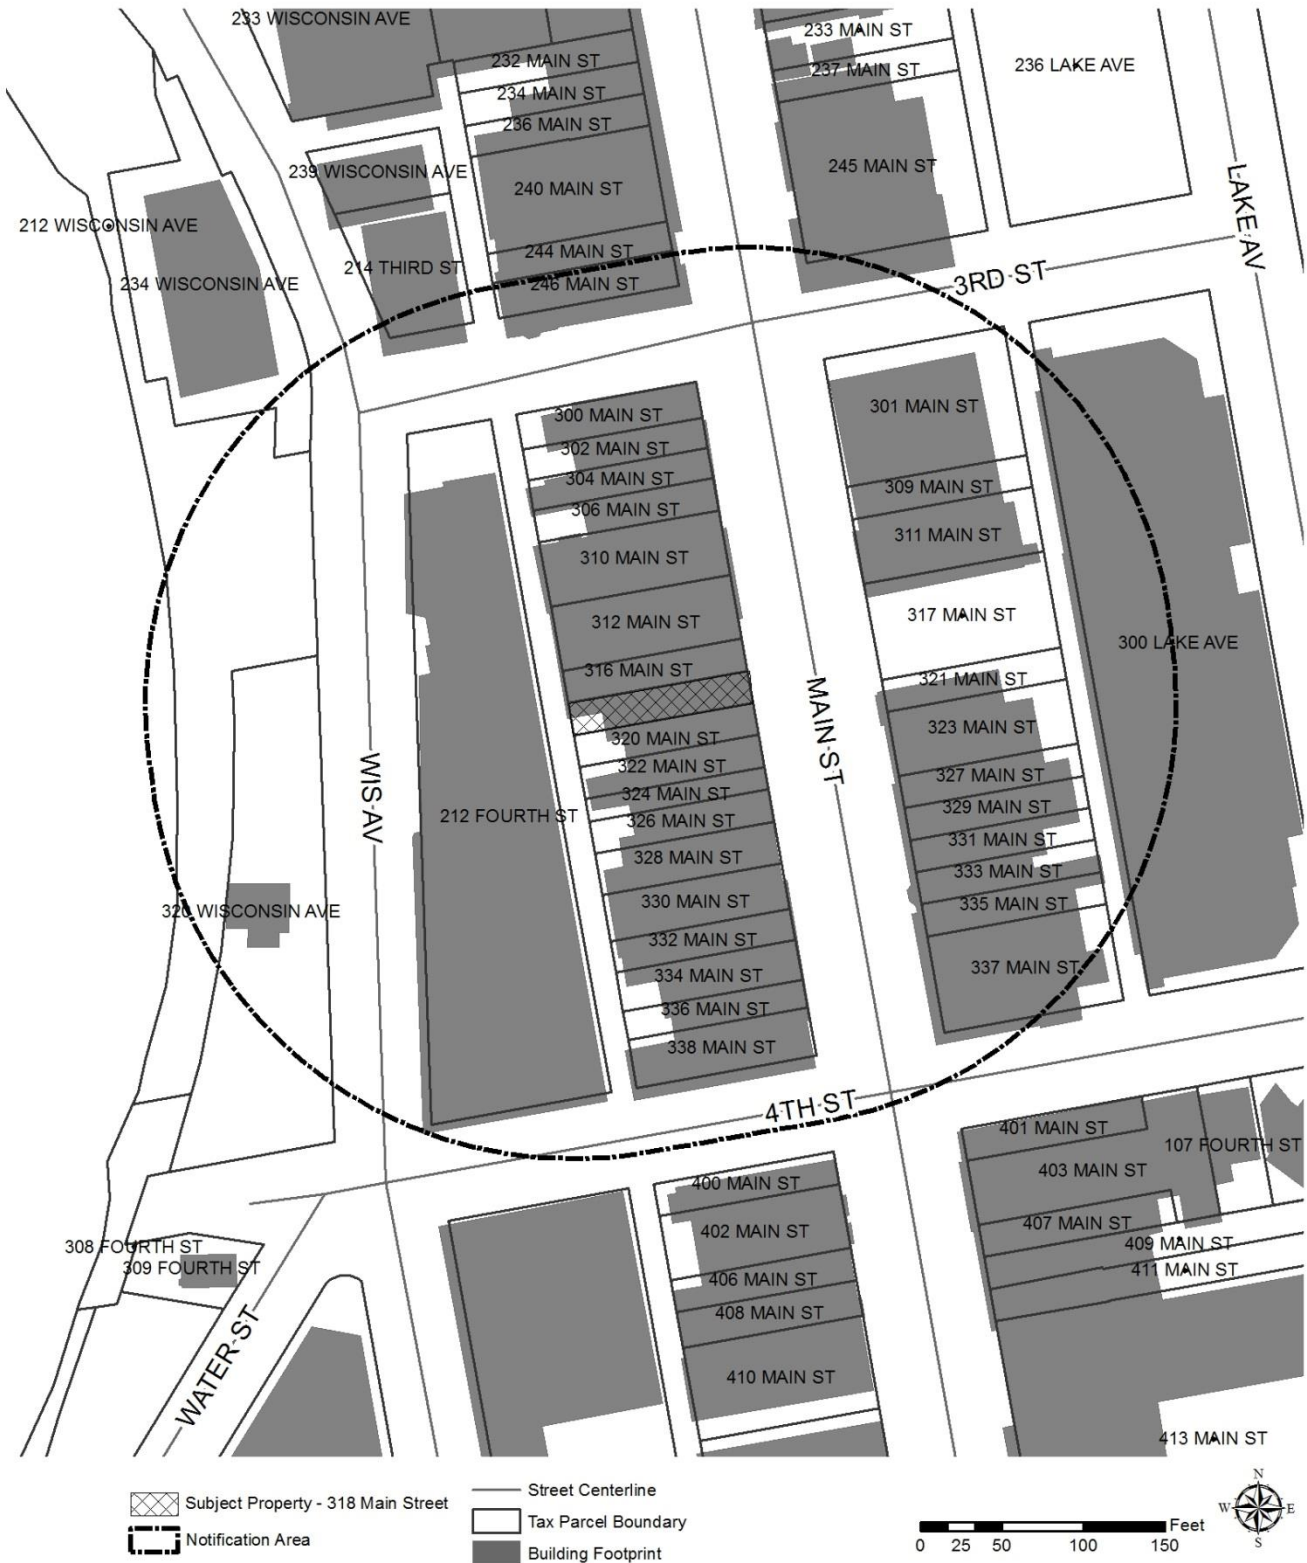 233 WISCONSIN AVE
233 MAIN ST
232 MAIN ST
237 MAIN ST
236 LAKE AVE
234 MAIN ST
236 MAIN ST
239 WISCONSIN AVE
240 MAIN ST
245 MAIN ST
LAKE AV
212 WISCONSIN AVE
244 MAIN ST
214 THIRD ST
234 WISCONSIN AVE
246 MAIN ST
3RD ST
300 MAIN ST
301 MAIN ST
302 MAIN ST
304 MAIN ST
309 MAIN ST
306 MAIN ST
311 MAIN ST
310 MAIN ST
317 MAIN ST
312 MAIN ST
300 LAKE AVE
316 MAIN ST
321 MAIN ST
MAIN ST
323 MAIN ST
320 MAIN ST
322 MAIN ST
327 MAIN ST
WIS AV
324 MAIN ST
329 MAIN ST
212 FOURTH ST
326 MAIN ST
331 MAIN ST
328 MAIN ST
333 MAIN ST
330 MAIN ST
335 MAIN ST
320 WISCONSIN AVE
332 MAIN ST
337 MAIN ST
334 MAIN ST
336 MAIN ST
338 MAIN ST
4TH ST
401 MAIN ST
107 FOURTH ST
403 MAIN ST
400 MAIN ST
407 MAIN ST
402 MAIN ST
409 MAIN ST
308 FOURTH ST
309 FOURTH ST
411 MAIN ST
406 MAIN ST
408 MAIN ST
WATER ST
410 MAIN ST
413 MAIN ST
Subject Property - 318 Main Street
Notification Area
Street Centerline
Tax Parcel Boundary
Building Footprint
Feet
0 25 50 100 150
N
W E
S